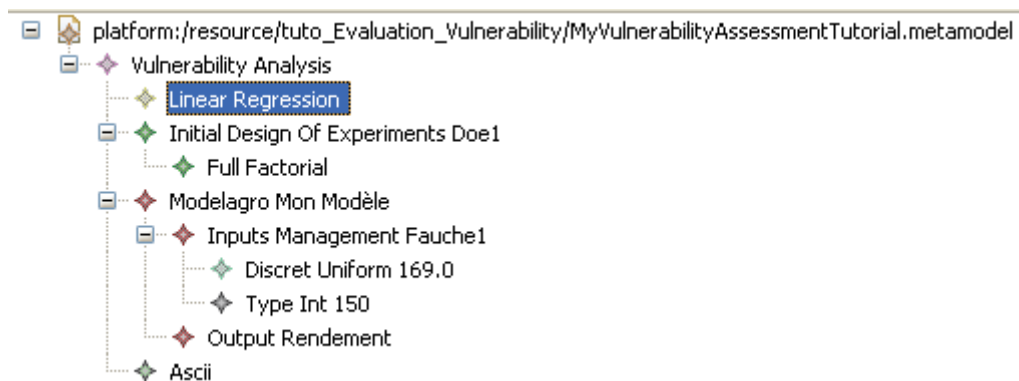 platform:/resource/tuto_Evaluation_Vulnerability/MyVulnerabilityAssessmentTutorial.metamodel
Vulnerability Analysis
Linear Regression
Initial Design Of Experiments Doe1
Full Factorial
Modelagro Mon Modèle
Inputs Management Fauche1
Discret Uniform 169.0
Type Int 150
Output Rendement
Ascii